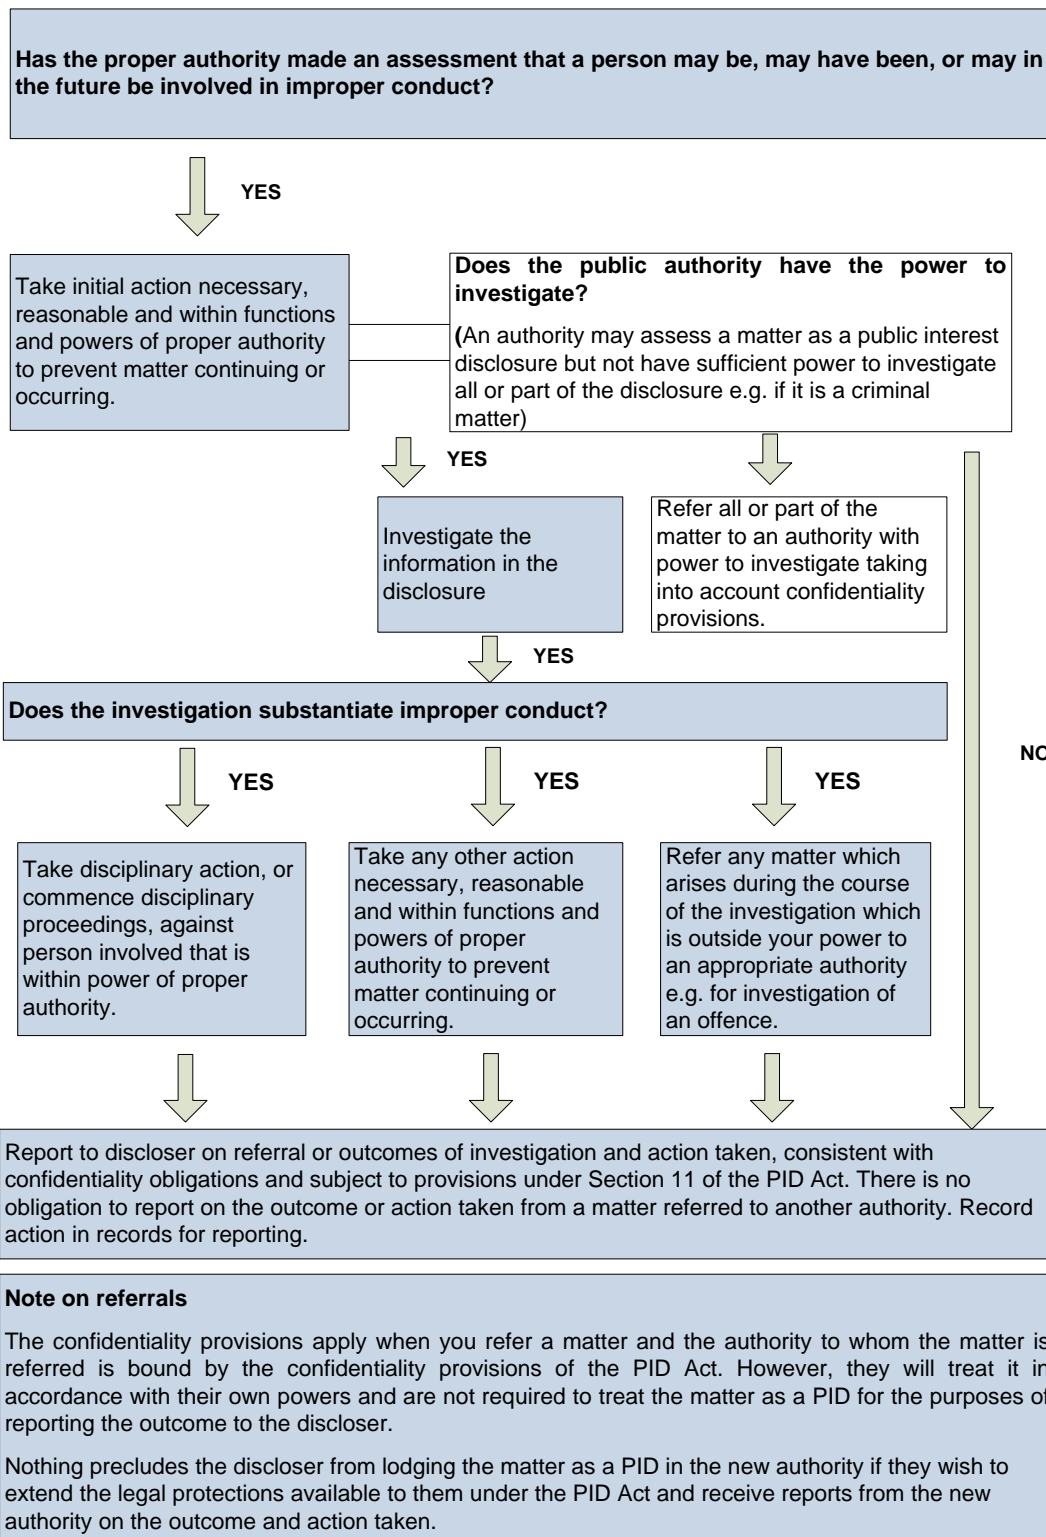 Has the proper authority made an assessment that a person may be, may have been, or may in
the future be involved in improper conduct?
YES
Take initial action necessary,
reasonable and within functions
and powers of proper authority
to prevent matter continuing or
occurring.
Does the public authority have the power to
investigate?
(An authority may assess a matter as a public interest
disclosure but not have sufficient power to investigate
all or part of the disclosure e.g. if it is a criminal
matter)
YES
Investigate the
information in the
disclosure
Refer all or part of the
matter to an authority with
power to investigate taking
into account confidentiality
provisions.
YES
Does the investigation substantiate improper conduct?
NO
YES
YES
YES
Take disciplinary action, or
commence disciplinary
proceedings, against
person involved that is
within power of proper
authority.
Take any other action
necessary, reasonable
and within functions and
powers of proper
authority to prevent
matter continuing or
occurring.
Refer any matter which
arises during the course
of the investigation which
is outside your power to
an appropriate authority
e.g. for investigation of
an offence.
Report to discloser on referral or outcomes of investigation and action taken, consistent with
confidentiality obligations and subject to provisions under Section 11 of the PID Act. There is no
obligation to report on the outcome or action taken from a matter referred to another authority. Record
action in records for reporting.
Note on referrals
The confidentiality provisions apply when you refer a matter and the authority to whom the matter is
referred is bound by the confidentiality provisions of the PID Act. However, they will treat it in
accordance with their own powers and are not required to treat the matter as a PID for the purposes of
reporting the outcome to the discloser.
Nothing precludes the discloser from lodging the matter as a PID in the new authority if they wish to
extend the legal protections available to them under the PID Act and receive reports from the new
authority on the outcome and action taken.